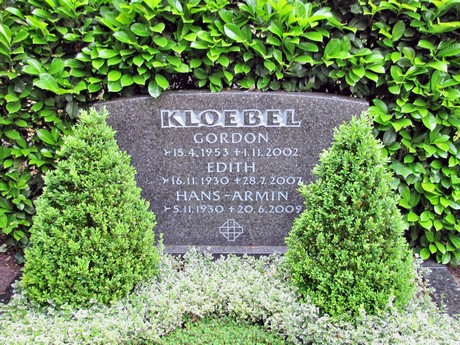 KLOEBEL
GORDON
15.4.1953 +1.11.2002
EDITH
16.11.1930 +28.7.2007
HANS-ARMIN
5.11.1930 +20.6.2009